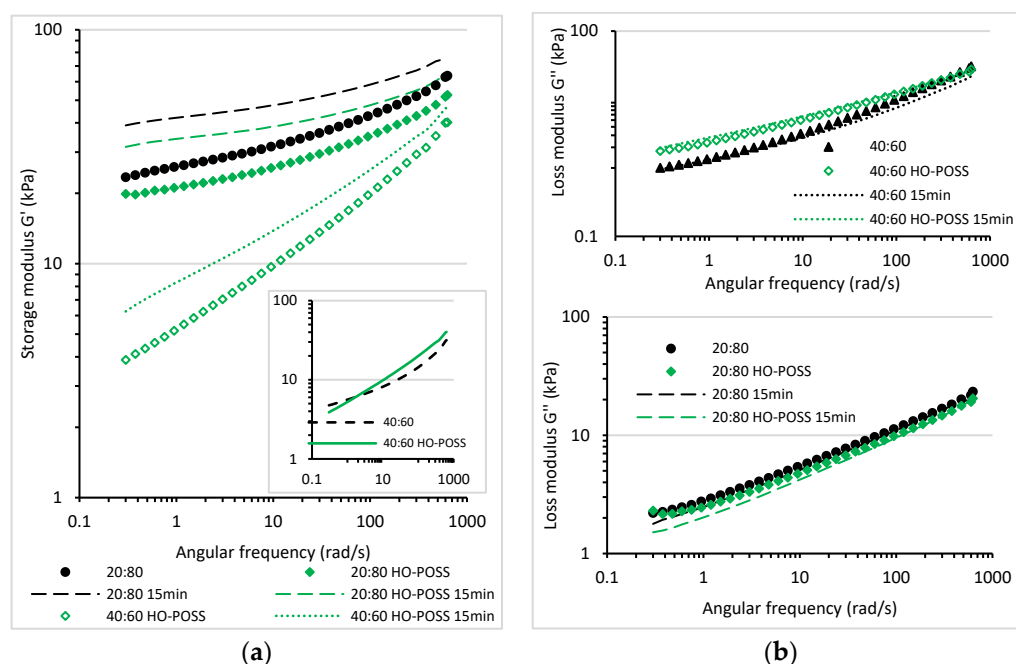 100
10
1
0.1
1
10
100
1000
Storage modulus G' (kPa)
Angular frequency (rad/s)
100
10
1
0.1
10
1000
40:60
40:60 HO-POSS
20:80
20:80 HO-POSS
20:80 15min
20:80 HO-POSS 15min
40:60 HO-POSS
40:60 HO-POSS 15min
(a)
100
0.1
0.1
1
10
100
1000
Loss modulus G'' (kPa)
Angular frequency (rad/s)
40:60
40:60 HO-POSS
40:60 15min
40:60 HO-POSS 15min
100
10
1
0.1
1
10
100
1000
Loss modulus G'' (kPa)
Angular frequency (rad/s)
20:80
20:80 HO-POSS
20:80 15min
20:80 HO-POSS 15min
(b)